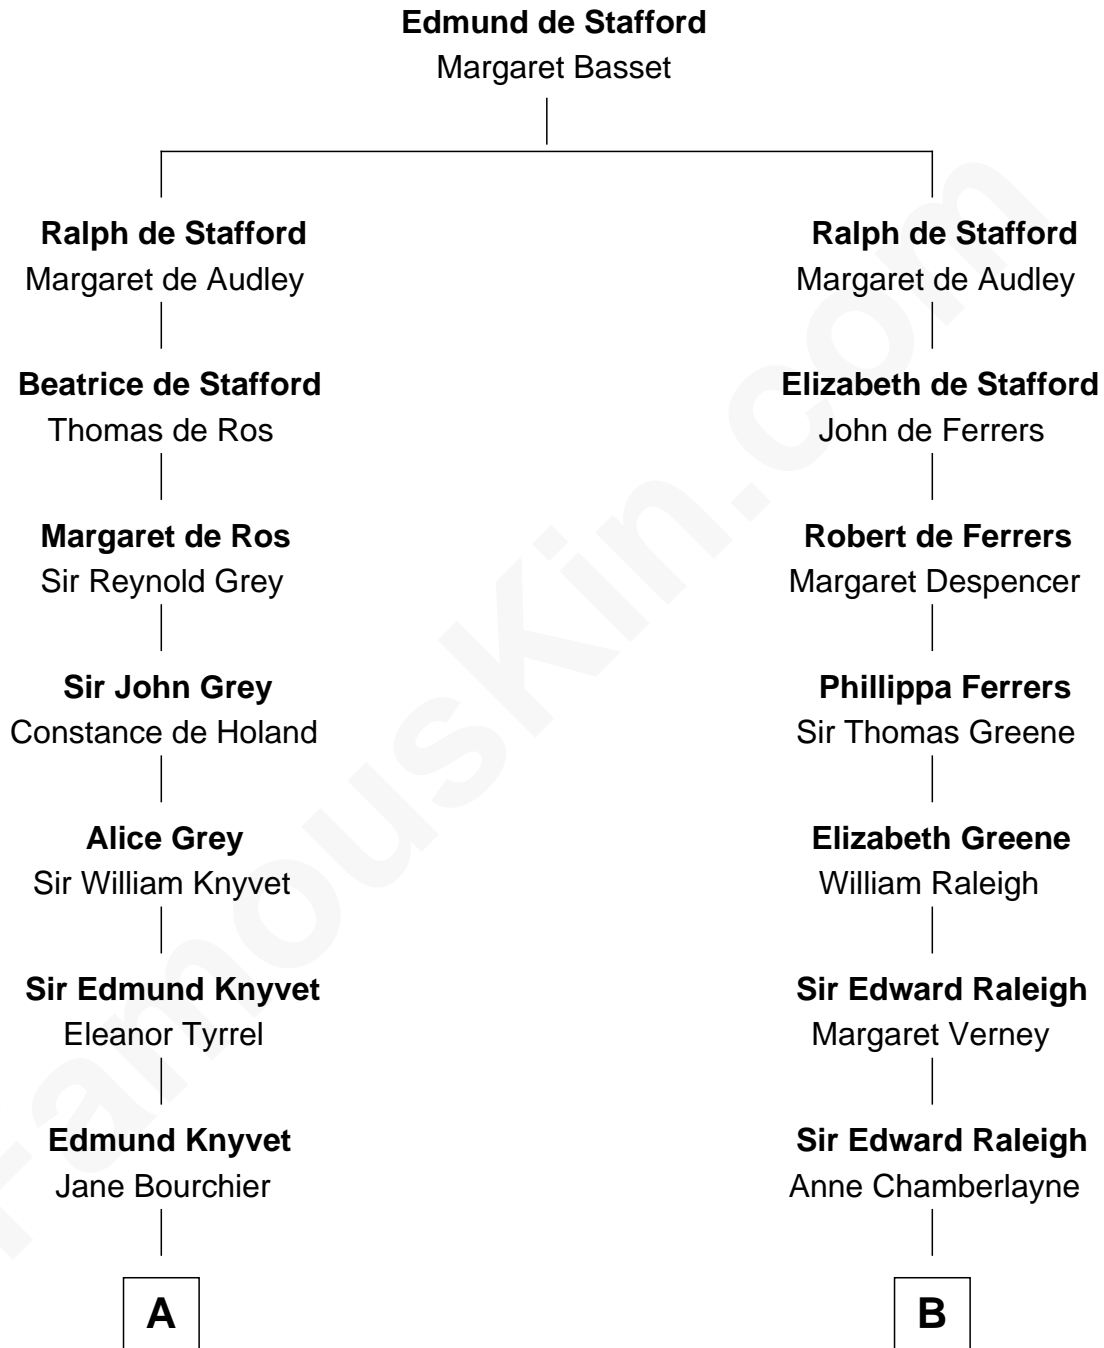 Edmund de Stafford
Margaret Basset
Ralph de Stafford
Margaret de Audley
Ralph de Stafford
Margaret de Audley
Beatrice de Stafford
Thomas de Ros
Elizabeth de Stafford
John de Ferrers
Margaret de Ros
Sir Reynold Grey
Robert de Ferrers
Margaret Despencer
Sir John Grey
Constance de Holand
Phillippa Ferrers
Sir Thomas Greene
Alice Grey
Sir William Knyvet
Elizabeth Greene
William Raleigh
Sir Edmund Knyvet
Eleanor Tyrrel
Sir Edward Raleigh
Margaret Verney
Edmund Knyvet
Jane Bourchier
Sir Edward Raleigh
Anne Chamberlayne
A
B
FamousKin.com